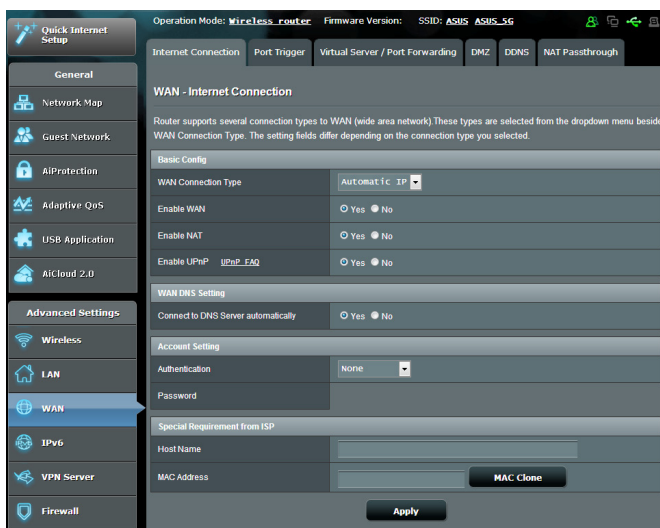 Quick Internet
Setup
Operation Mode: Wireless router Firmware Version: SSID: ASUS ASUS_5G
Internet Connection Port Trigger Virtual Server / Port Forwarding DMZ DDNS NAT Passthrough
General
Network Map
Guest Network
AiProtection
Adaptive QoS
USB Application
AiCloud 2.0
Advanced Settings
Wireless
LAN
WAN
IPv6
VPN Server
Firewall
WAN - Internet Connection
Router supports several connection types to WAN (wide area network).These types are selected from the dropdown menu beside
WAN Connection Type. The setting fields differ depending on the connection type you selected.
Basic Config
WAN Connection Type Automatic IP
Enable WAN Yes No
Enable NAT Yes No
Enable UPnP UPnP FAQ Yes No
WAN DNS Setting
Connect to DNS Server automatically Yes No
Account Setting
Authentication None
Password
Special Requirement from ISP
Host Name
MAC Address MAC Clone
Apply